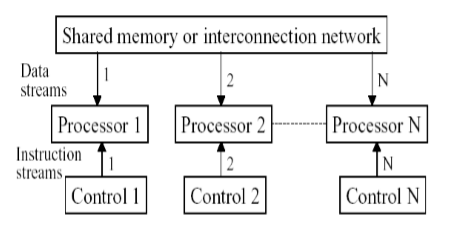 Shared memory or interconnection network
Data
streams
1
2
N
Processor 1
Processor 2
Processor N
Instruction
streams
1
2
N
Control 1
Control 2
Control N